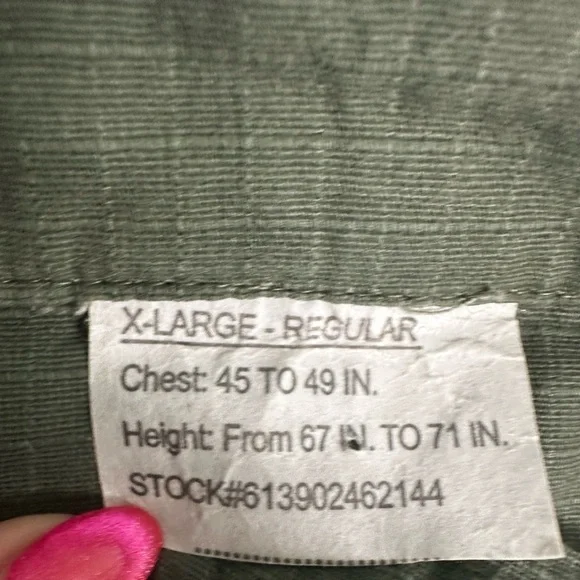 X-LARGE - REGULAR
Chest: 45 TO 49 IN.
Height: From 67 IN. TO 71 IN.
STOCK#613902462144